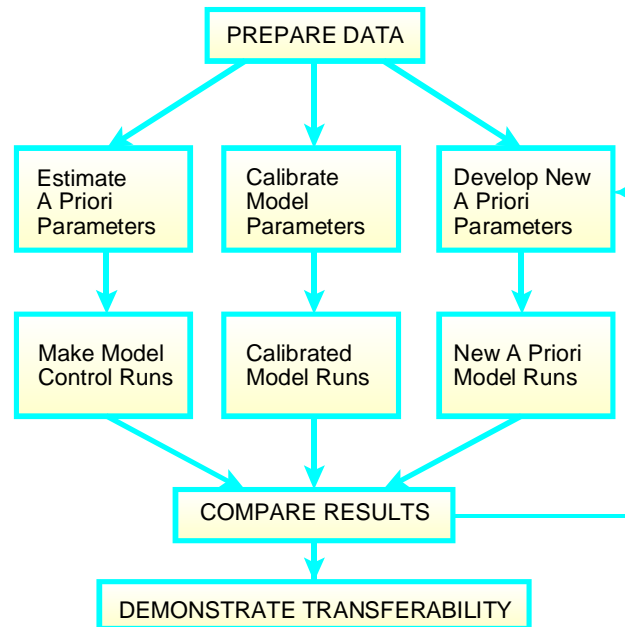 PREPARE DATA
Estimate
A Priori
Parameters
Calibrate
Model
Parameters
Develop New
A Priori
Parameters
Make Model
Control Runs
Calibrated
Model Runs
New A Priori
Model Runs
COMPARE RESULTS
DEMONSTRATE TRANSFERABILITY